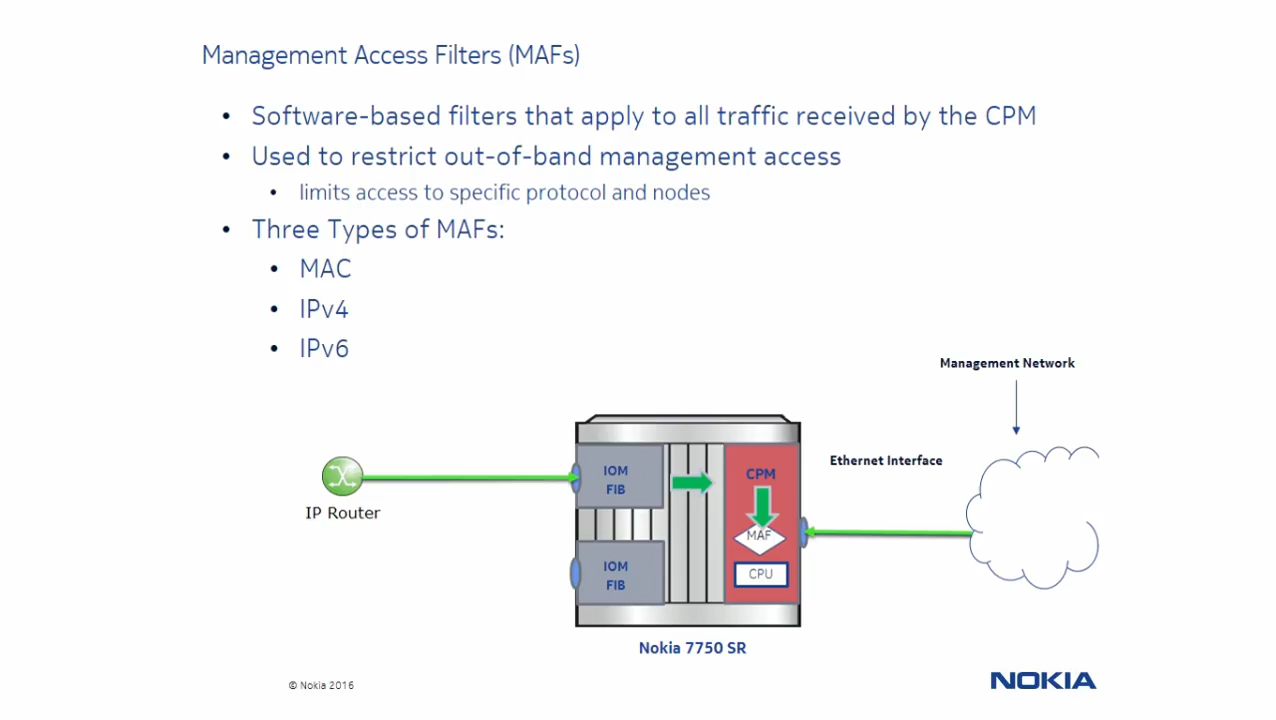 Management Access Filters (MAFs)
• Software-based filters that apply to all traffic received by the CPM
• Used to restrict out-of-band management access
• limits access to specific protocol and nodes
• Three Types of MAFs:
• MAC
• IPv4
• IPv6
Management Network
Ethernet Interface
IOM
FIB
CPM
IP Router
MAF
CPU
IOM
FIB
Nokia 7750 SR
© Nokia 2016
NOKIA